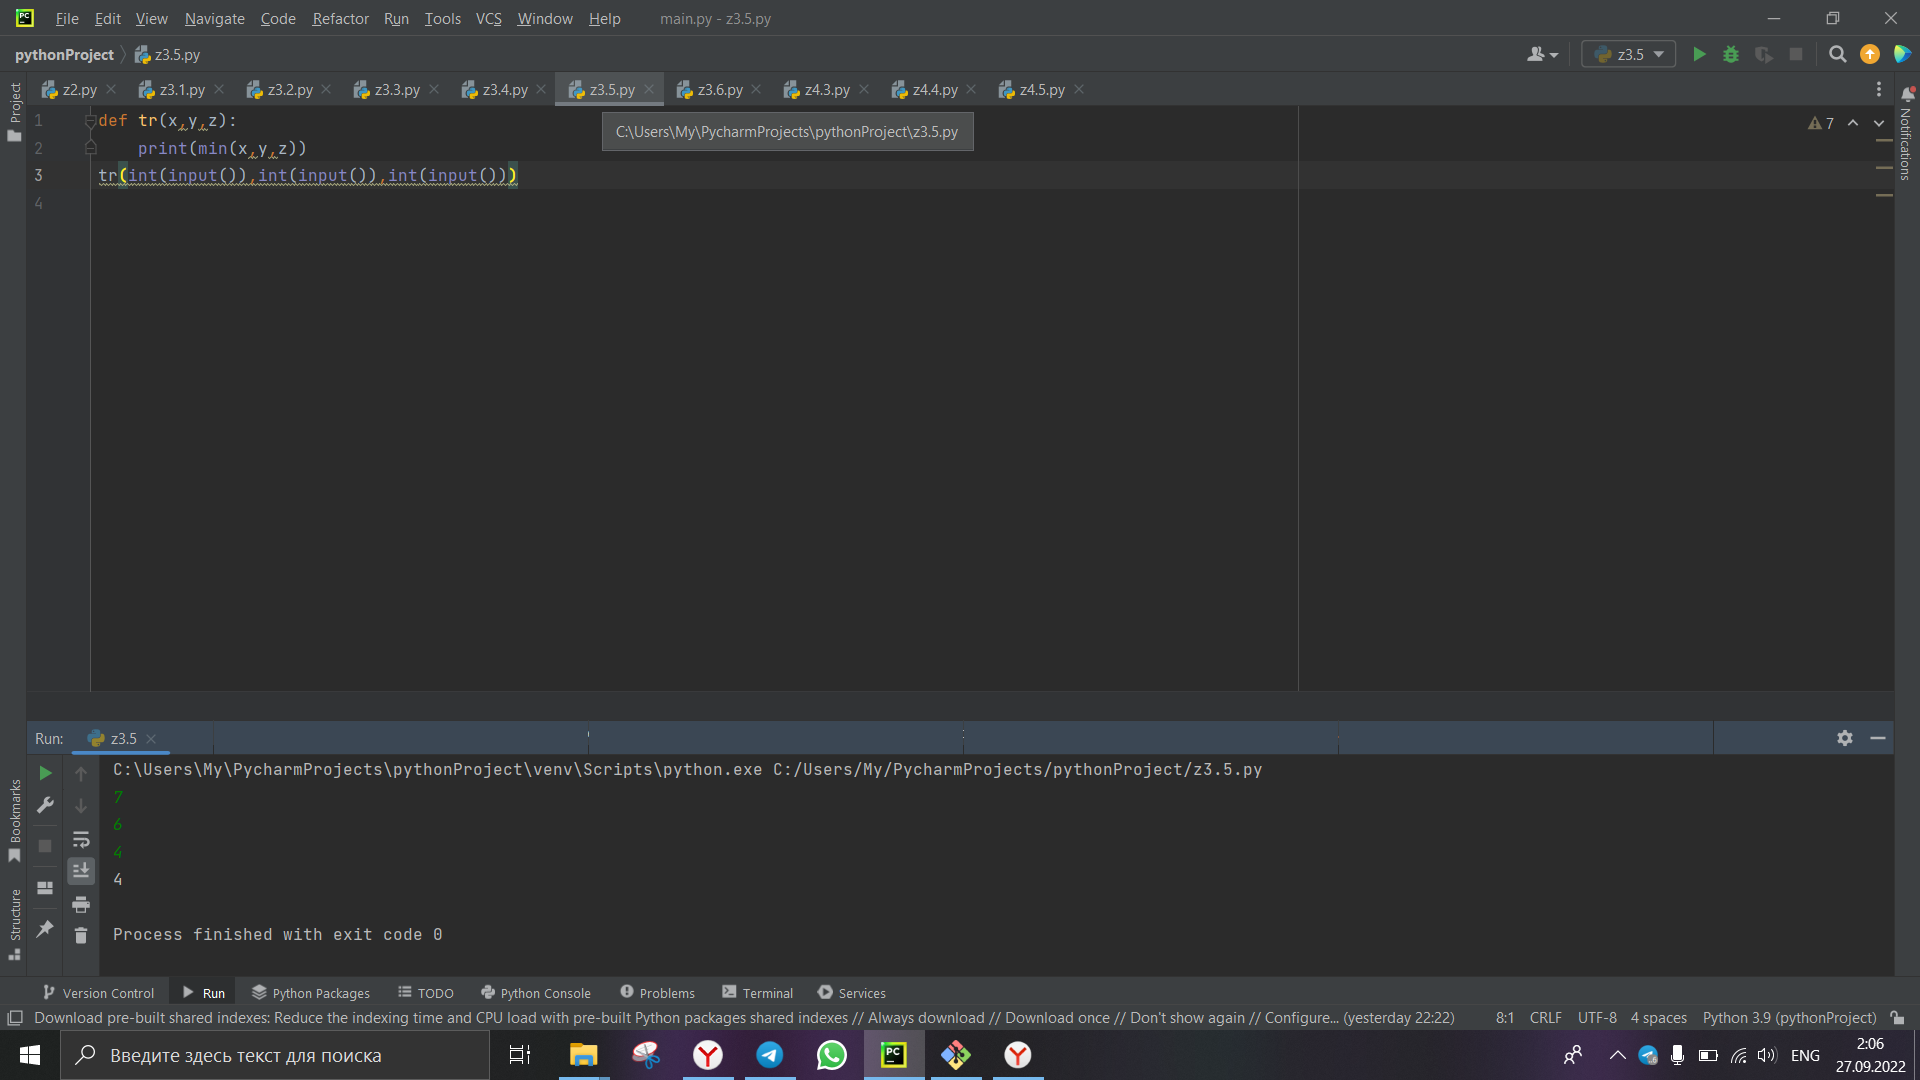 File Edit View Navigate Code Refactor Run Tools VCS Window Help main.py - z3.5.py
pythonProject z3.5.py z3.5
z2.py z3.1.py z3.2.py z3.3.py z3.4.py z3.5.py z3.6.py z4.3.py z4.4.py z4.5.py
Project
Notifications
C:\Users\My\PycharmProjects\pythonProject\z3.5.py
7
1 def tr(x,y,z):
2 print(min(x,y,z))
3 tr(int(input()),int(input()),int(input()))
4
Run: z3.5
C:\Users\My\PycharmProjects\pythonProject\venv\Scripts\python.exe C:/Users/My/PycharmProjects/pythonProject/z3.5.py
7
6
4
4
Process finished with exit code 0
Bookmarks
Structure
Version Control Run Python Packages TODO Python Console Problems Terminal Services
Download pre-built shared indexes: Reduce the indexing time and CPU load with pre-built Python packages shared indexes // Always download // Download once // Don't show again // Configure... (yesterday 22:22) 8:1 CRLF UTF-8 4 spaces Python 3.9 (pythonProject)
Введите здесь текст для поиска
ENG
2:06
27.09.2022